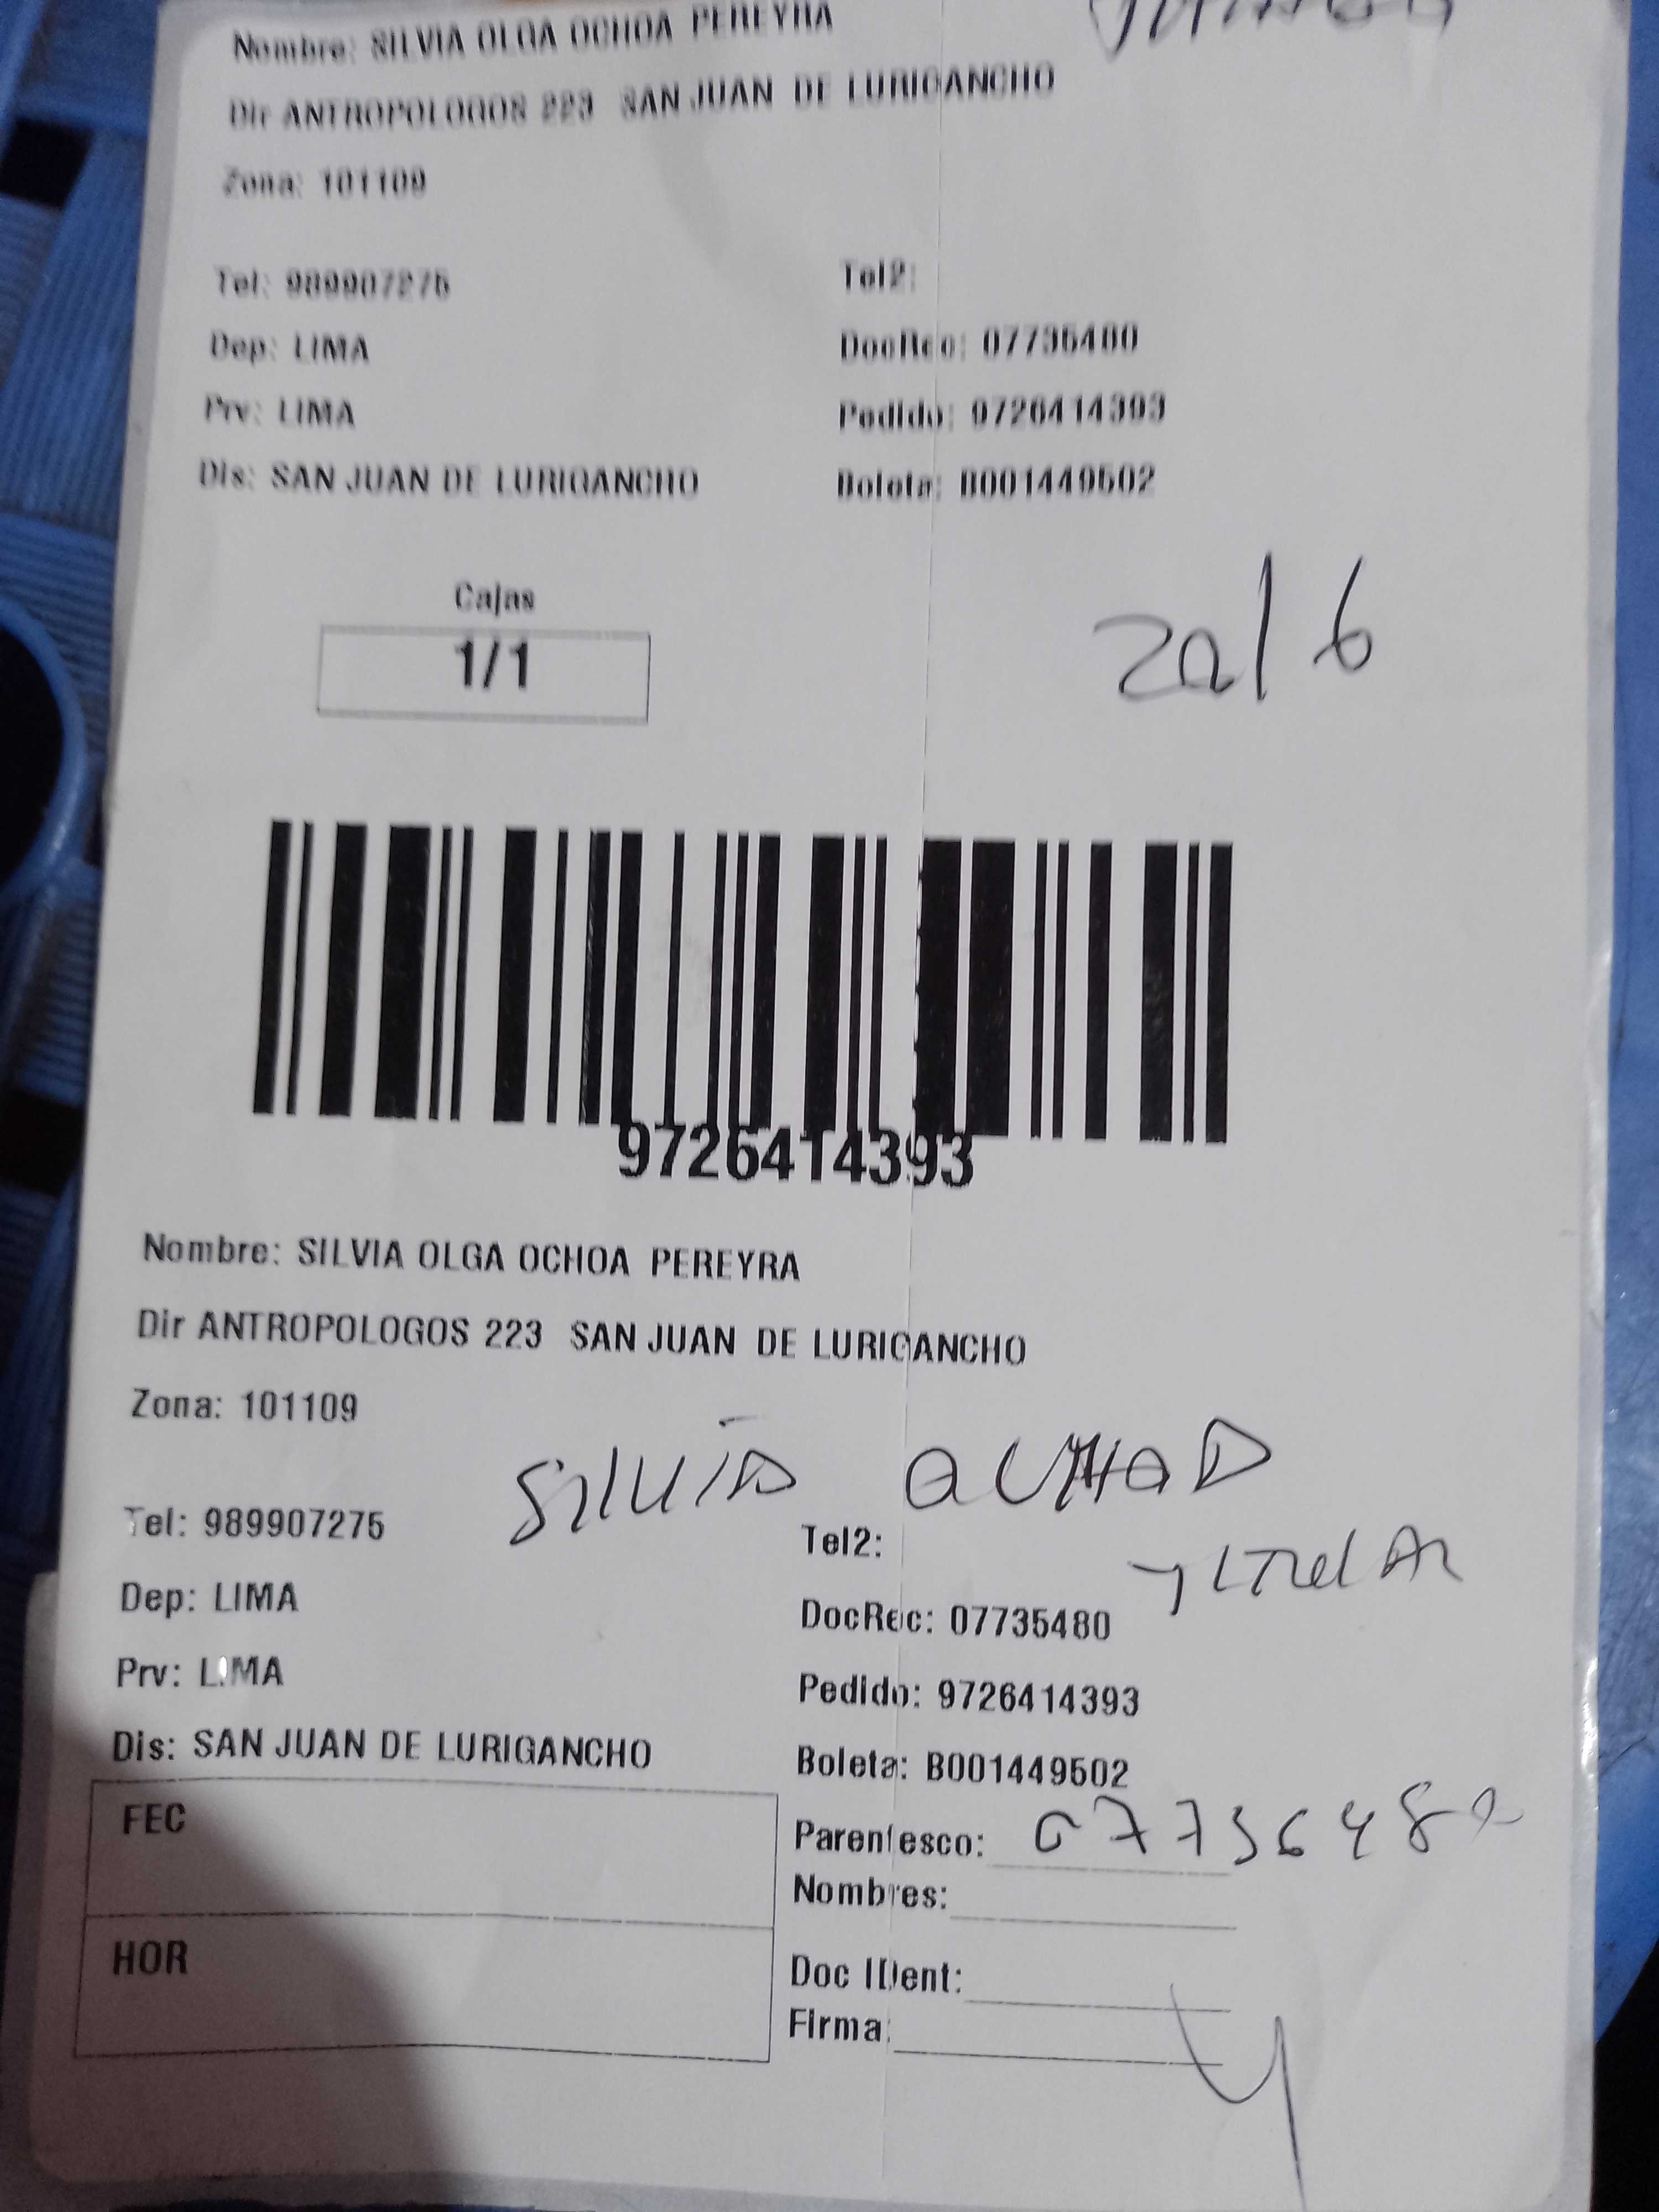 Nombre: SILVIA OLGA OCHOA PEREYRA
Dir ANTROPOLOGOS 223 SAN JUAN DE LURIGANCHO
Zona: 101109
Tel: 989907275 Tel2:
Dep: LIMA DocRec: 07735480
Prv: LIMA Pedido: 9726414393
Dis: SAN JUAN DE LURIGANCHO Boleta: B001449502
Cajas
1/1
9726414393
Nombre: SILVIA OLGA OCHOA PEREYRA
Dir ANTROPOLOGOS 223 SAN JUAN DE LURIGANCHO
Zona: 101109
Silvia
Tel: 989907275 Tel2:
Dep: LIMA DocRec: 07735480
Prv: LIMA Pedido: 9726414393
Dis: SAN JUAN DE LURIGANCHO Boleta: B001449502
FEC Parentesco:
Nombres:
HOR Doc IDent:
Firma: